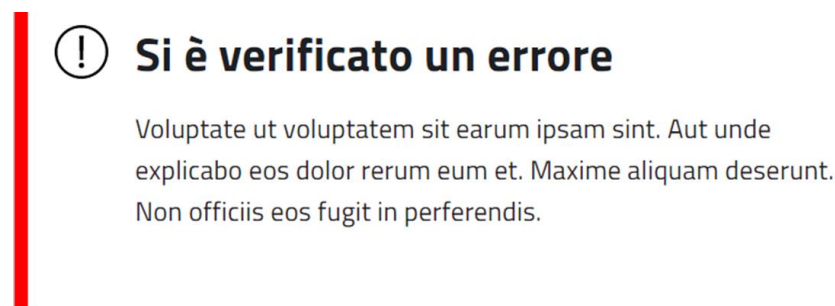 Si è verificato un errore
Voluptate ut voluptatem sit earum ipsam sint. Aut unde
explicabo eos dolor rerum eum et. Maxime aliquam deserunt.
Non officiis eos fugit in perferendis.